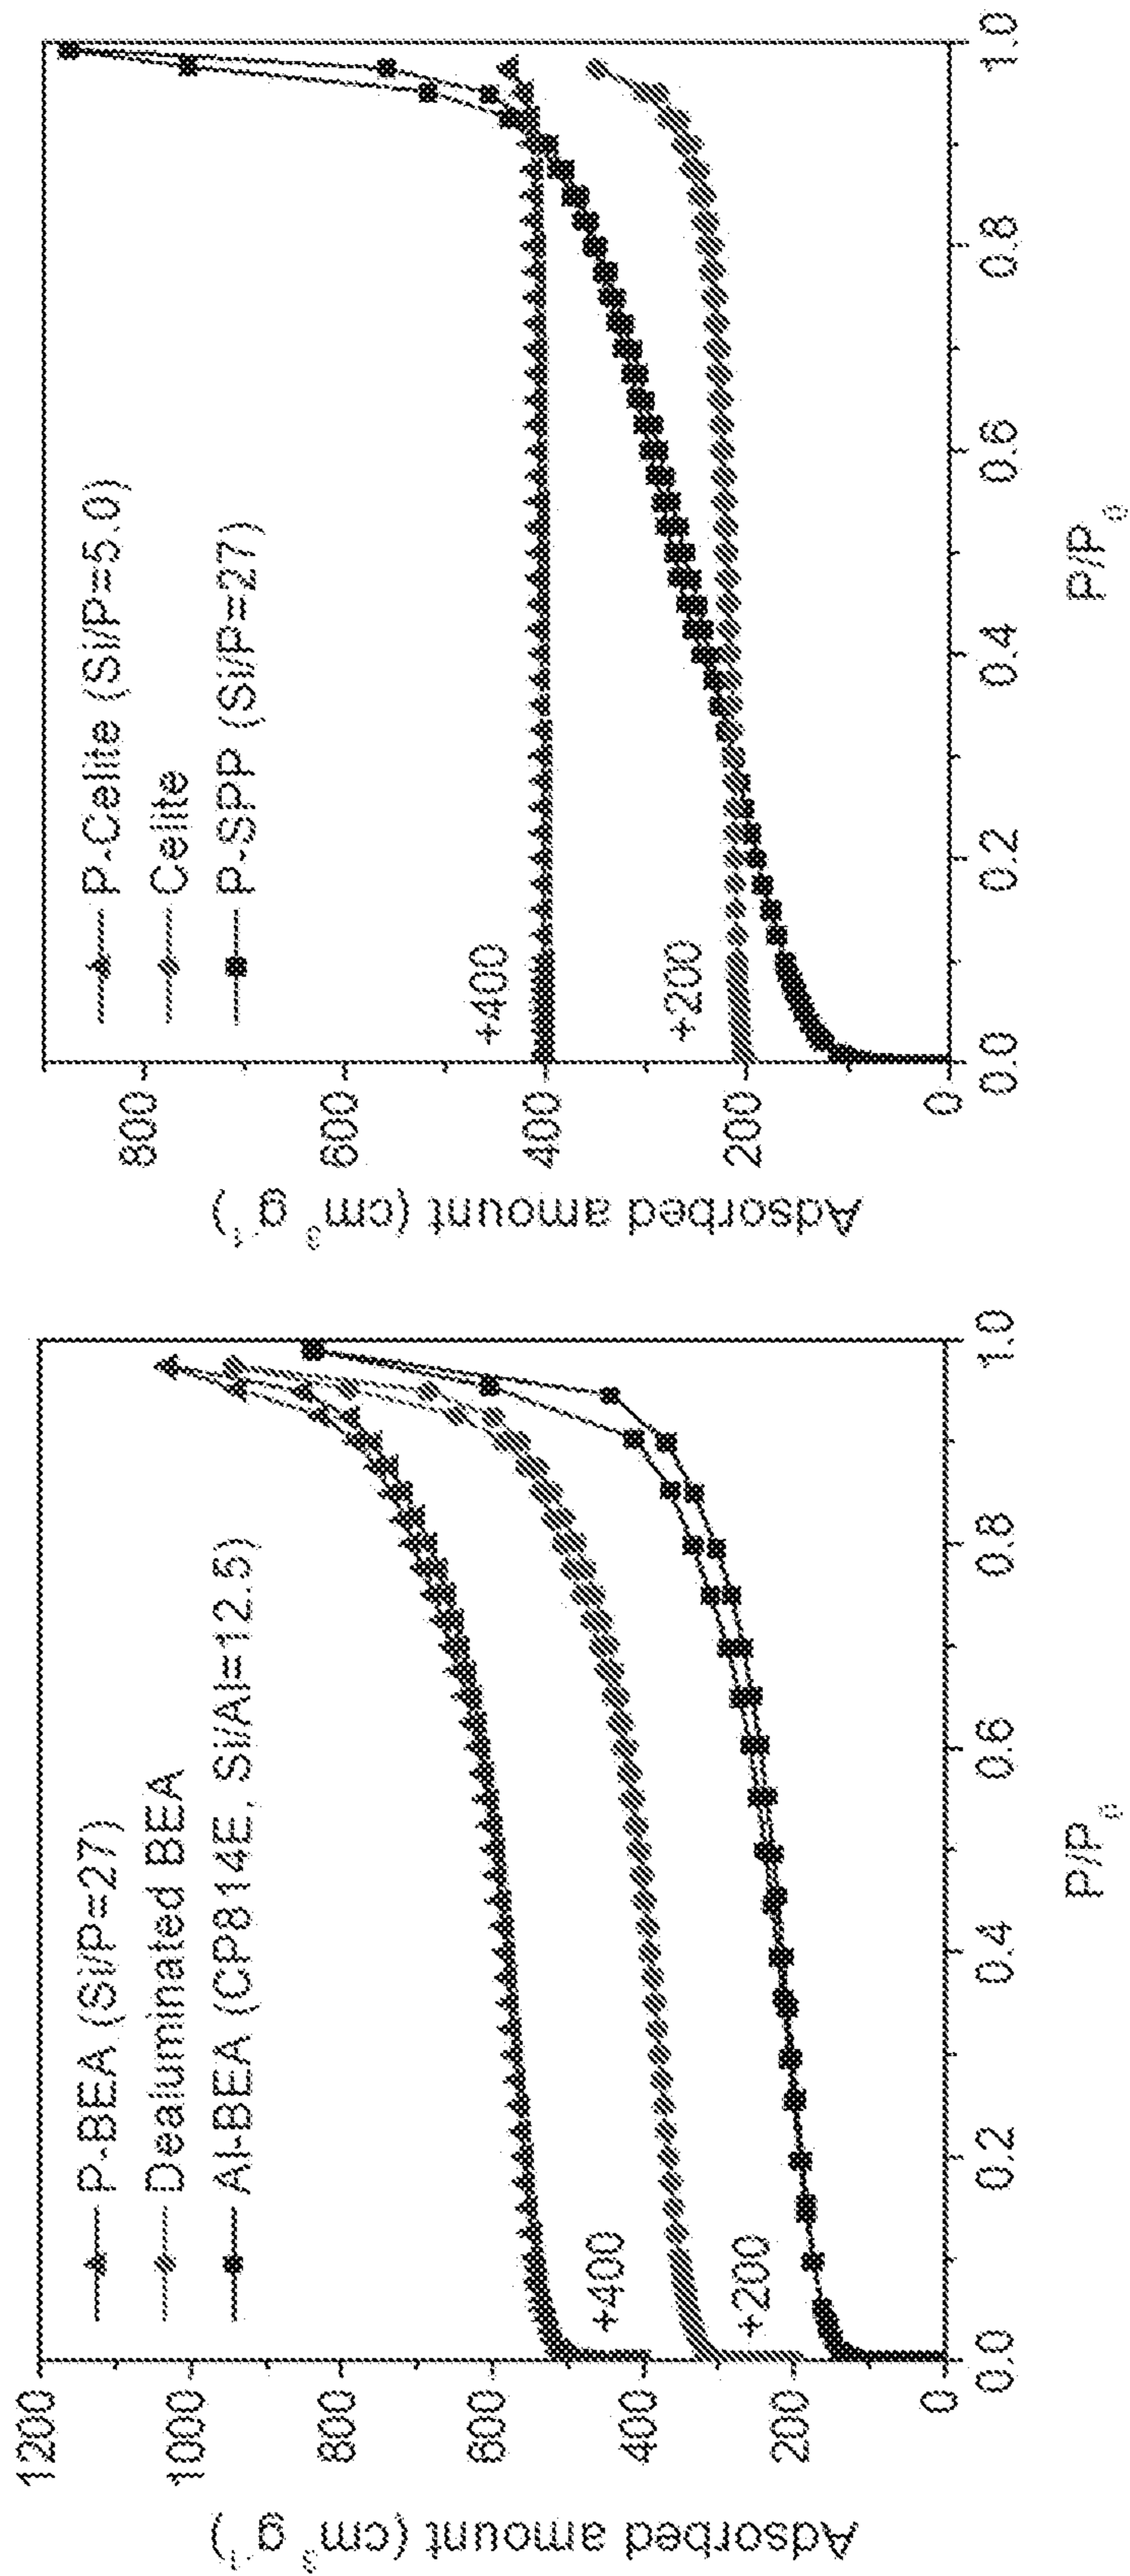 Adsorbed amount (cm³ g⁻¹)
1200
1000
800
600
400
200
0
P-BEA (Si/P=27)
Dealuminated BEA
Al-BEA (CP814E, Si/Al=12.5)
+400
+200
0.0 0.2 0.4 0.6 0.8 1.0
P/P₀
Adsorbed amount (cm³ g⁻¹)
800
600
400
200
0
P-Celite (Si/P=5.0)
Celite
P-SPP (Si/P=27)
+400
+200
0.0 0.2 0.4 0.6 0.8 1.0
P/P₀